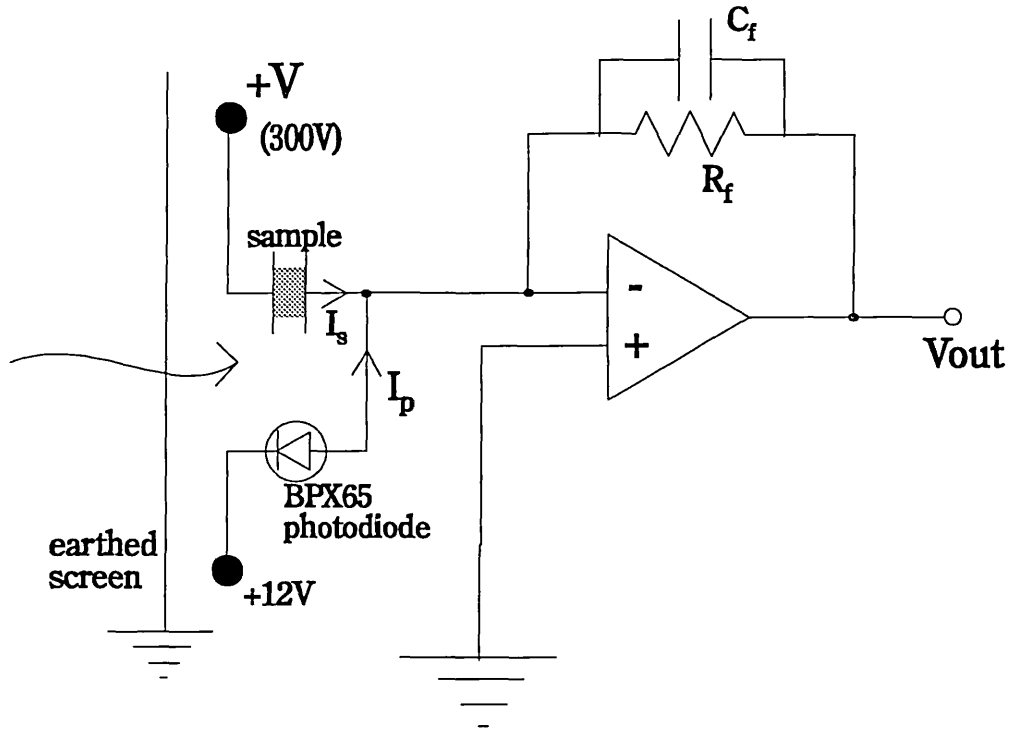 C_f
+V
(300V)
R_f
sample
I_s
-
+
Vout
I_p
BPX65
photodiode
earthed
screen
+12V